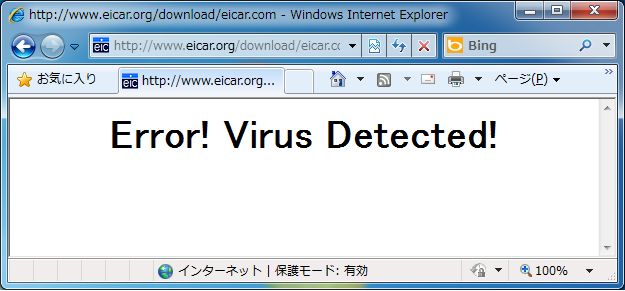 http://www.eicar.org/download/eicar.com - Windows Internet Explorer
eic http://www.eicar.org/download/eicar.cc Bing
お気に入り eic http://www.eicar.org... ページ(P)
Error! Virus Detected!
インターネット | 保護モード: 有効 100%